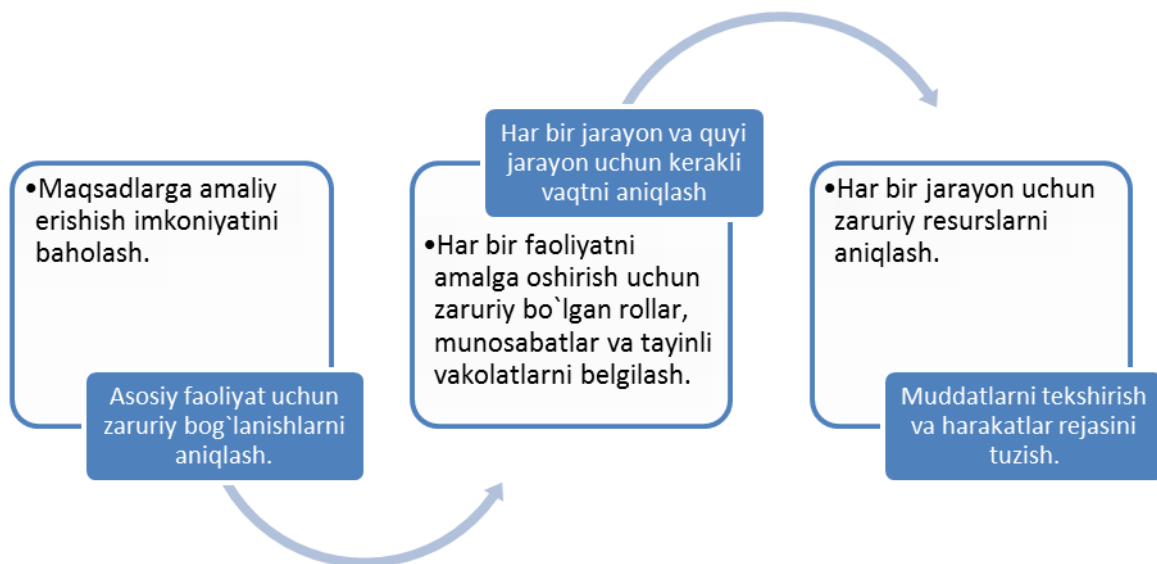 •Maqsadlarga amaliy
erishish imkoniyatini
baholash.
Asosiy faoliyat uchun
zaruriy bog`lanishlarni
aniqlash.
Har bir jarayon va quyi
jarayon uchun kerakli
vaqtni aniqlash
•Har bir faoliyatni
amalga oshirish uchun
zaruriy bo`lgan rollar,
munosabatlar va tayinli
vakolatlarni belgilash.
•Har bir jarayon uchun
zaruriy resurslarni
aniqlash.
Muddatlarni tekshirish
va harakatlar rejasini
tuzish.